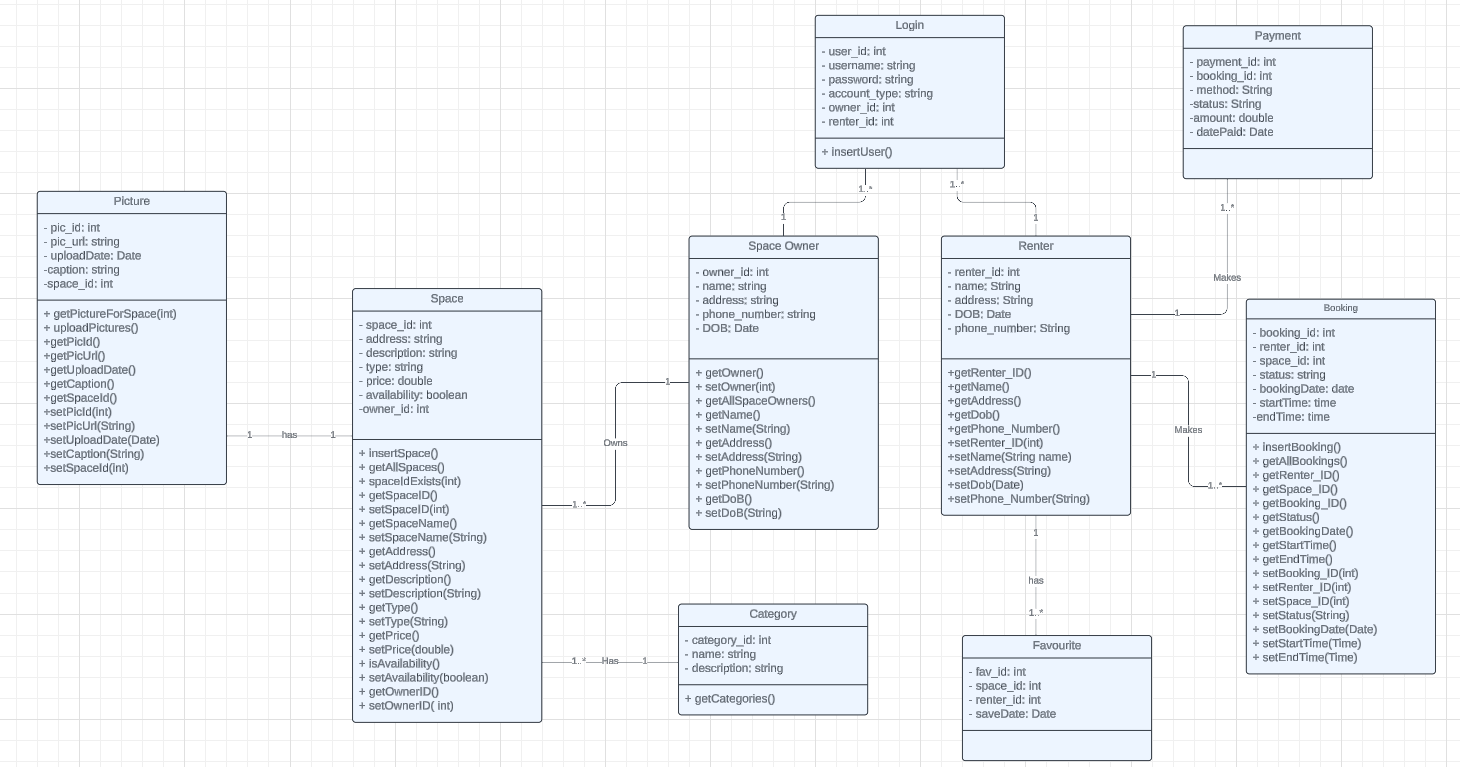 Login
- user_id: int
- username: string
- password: string
- account_type: string
- owner_id: int
- renter_id: int
+ insertUser()
1..*
1..*
1
1
Payment
- payment_id: int
- booking_id: int
- method: String
-status: String
-amount: double
- datePaid: Date
1..*
Makes
1
Picture
- pic_id: int
- pic_url: string
- uploadDate: Date
-caption: string
-space_id: int
+ getPictureForSpace(int)
+ uploadPictures()
+getPicId()
+getPicUrl()
+getUploadDate()
+getCaption()
+getSpaceId()
+setPicId(int)
+setPicUrl(String)
+setUploadDate(Date)
+setCaption(String)
+setSpaceId(int)
1 has 1
Space
- space_id: int
- address: string
- description: string
- type: string
- price: double
- availability: boolean
-owner_id: int
+ insertSpace()
+ getAllSpaces()
+ spaceIdExists(int)
+ getSpaceID()
+ setSpaceID(int)
+ getSpaceName()
+ setSpaceName(String)
+ getAddress()
+ setAddress(String)
+ getDescription()
+ setDescription(String)
+ getType()
+ setType(String)
+ getPrice()
+ setPrice(double)
+ isAvailability()
+ setAvailability(boolean)
+ getOwnerID()
+ setOwnerID( int)
1
Owns
1..*
Space Owner
- owner_id: int
- name: string
- address: string
- phone_number: string
- DOB: Date
+ getOwner()
+ setOwner(int)
+ getAllSpaceOwners()
+ getName()
+ setName(String)
+ getAddress()
+ setAddress(String)
+ getPhoneNumber()
+ setPhoneNumber(String)
+ getDoB()
+ setDoB(String)
Renter
- renter_id: int
- name: String
- address: String
- DOB: Date
- phone_number: String
+getRenter_ID()
+getName()
+getAddress()
+getDob()
+getPhone_Number()
+setRenter_ID(int)
+setName(String name)
+setAddress(String)
+setDob(Date)
+setPhone_Number(String)
1
Makes
1..*
Booking
- booking_id: int
- renter_id: int
- space_id: int
- status: string
- bookingDate: date
- startTime: time
-endTime: time
+ insertBooking()
+ getAllBookings()
+ getRenter_ID()
+ getSpace_ID()
+ getBooking_ID()
+ getStatus()
+ getBookingDate()
+ getStartTime()
+ getEndTime()
+ setBooking_ID(int)
+ setRenter_ID(int)
+ setSpace_ID(int)
+ setStatus(String)
+ setBookingDate(Date)
+ setStartTime(Time)
+ setEndTime(Time)
1..* Has 1
Category
- category_id: int
- name: string
- description: string
+ getCategories()
1
has
1..*
Favourite
- fav_id: int
- space_id: int
- renter_id: int
- saveDate: Date